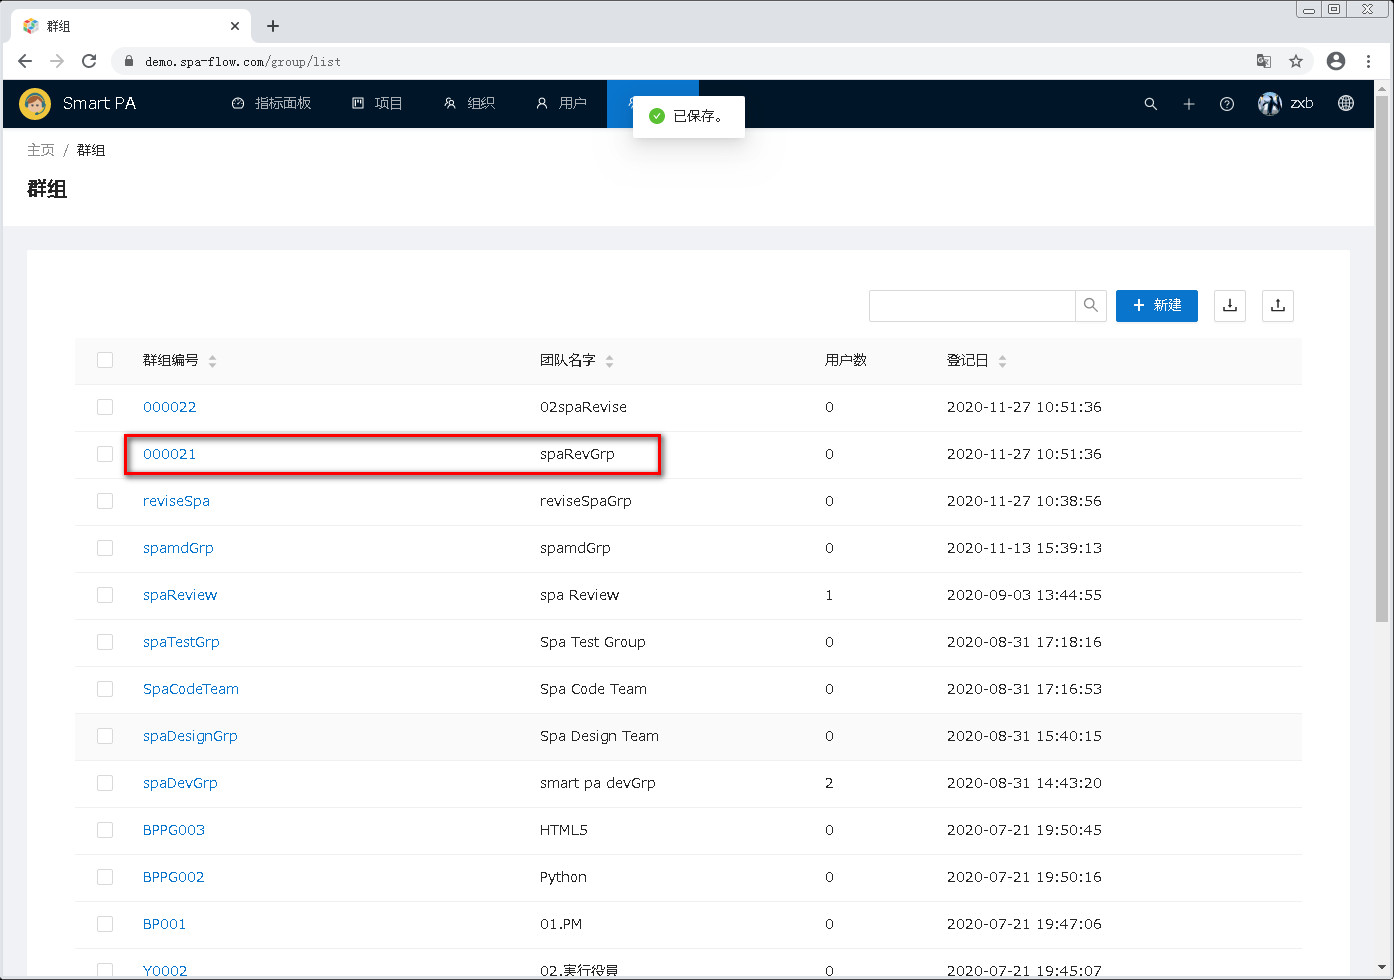 群组
demo.spa-flow.com/group/list
Smart PA 指标面板 项目 组织 用户 zxb
已保存。
主页 / 群组
群组
新建
群组编号 团队名字 用户数 登记日
000022 02spaRevise 0 2020-11-27 10:51:36
000021 spaRevGrp 0 2020-11-27 10:51:36
reviseSpa reviseSpaGrp 0 2020-11-27 10:38:56
spamdGrp spamdGrp 0 2020-11-13 15:39:13
spaReview spa Review 1 2020-09-03 13:44:55
spaTestGrp Spa Test Group 0 2020-08-31 17:18:16
SpaCodeTeam Spa Code Team 0 2020-08-31 17:16:53
spaDesignGrp Spa Design Team 0 2020-08-31 15:40:15
spaDevGrp smart pa devGrp 2 2020-08-31 14:43:20
BPPG003 HTML5 0 2020-07-21 19:50:45
BPPG002 Python 0 2020-07-21 19:50:16
BP001 01.PM 0 2020-07-21 19:47:06
Y0002 02.実行役員 0 2020-07-21 19:45:07